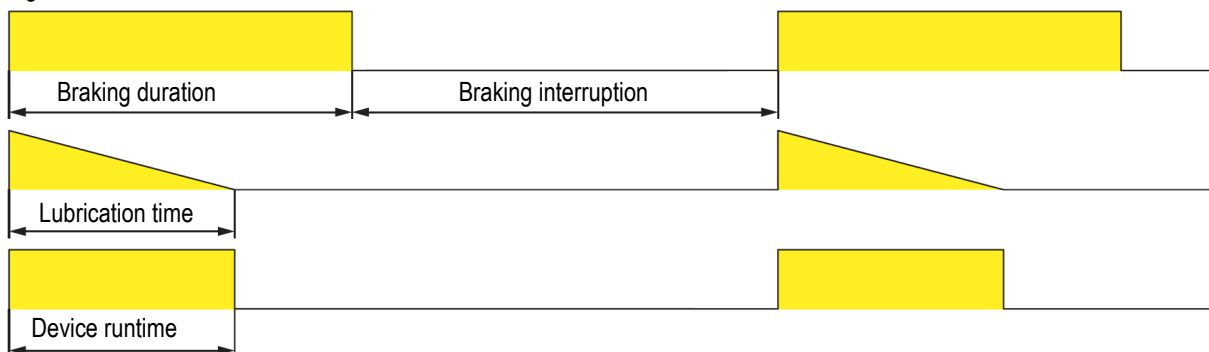 Braking duration
Braking interruption
Lubrication time
Device runtime